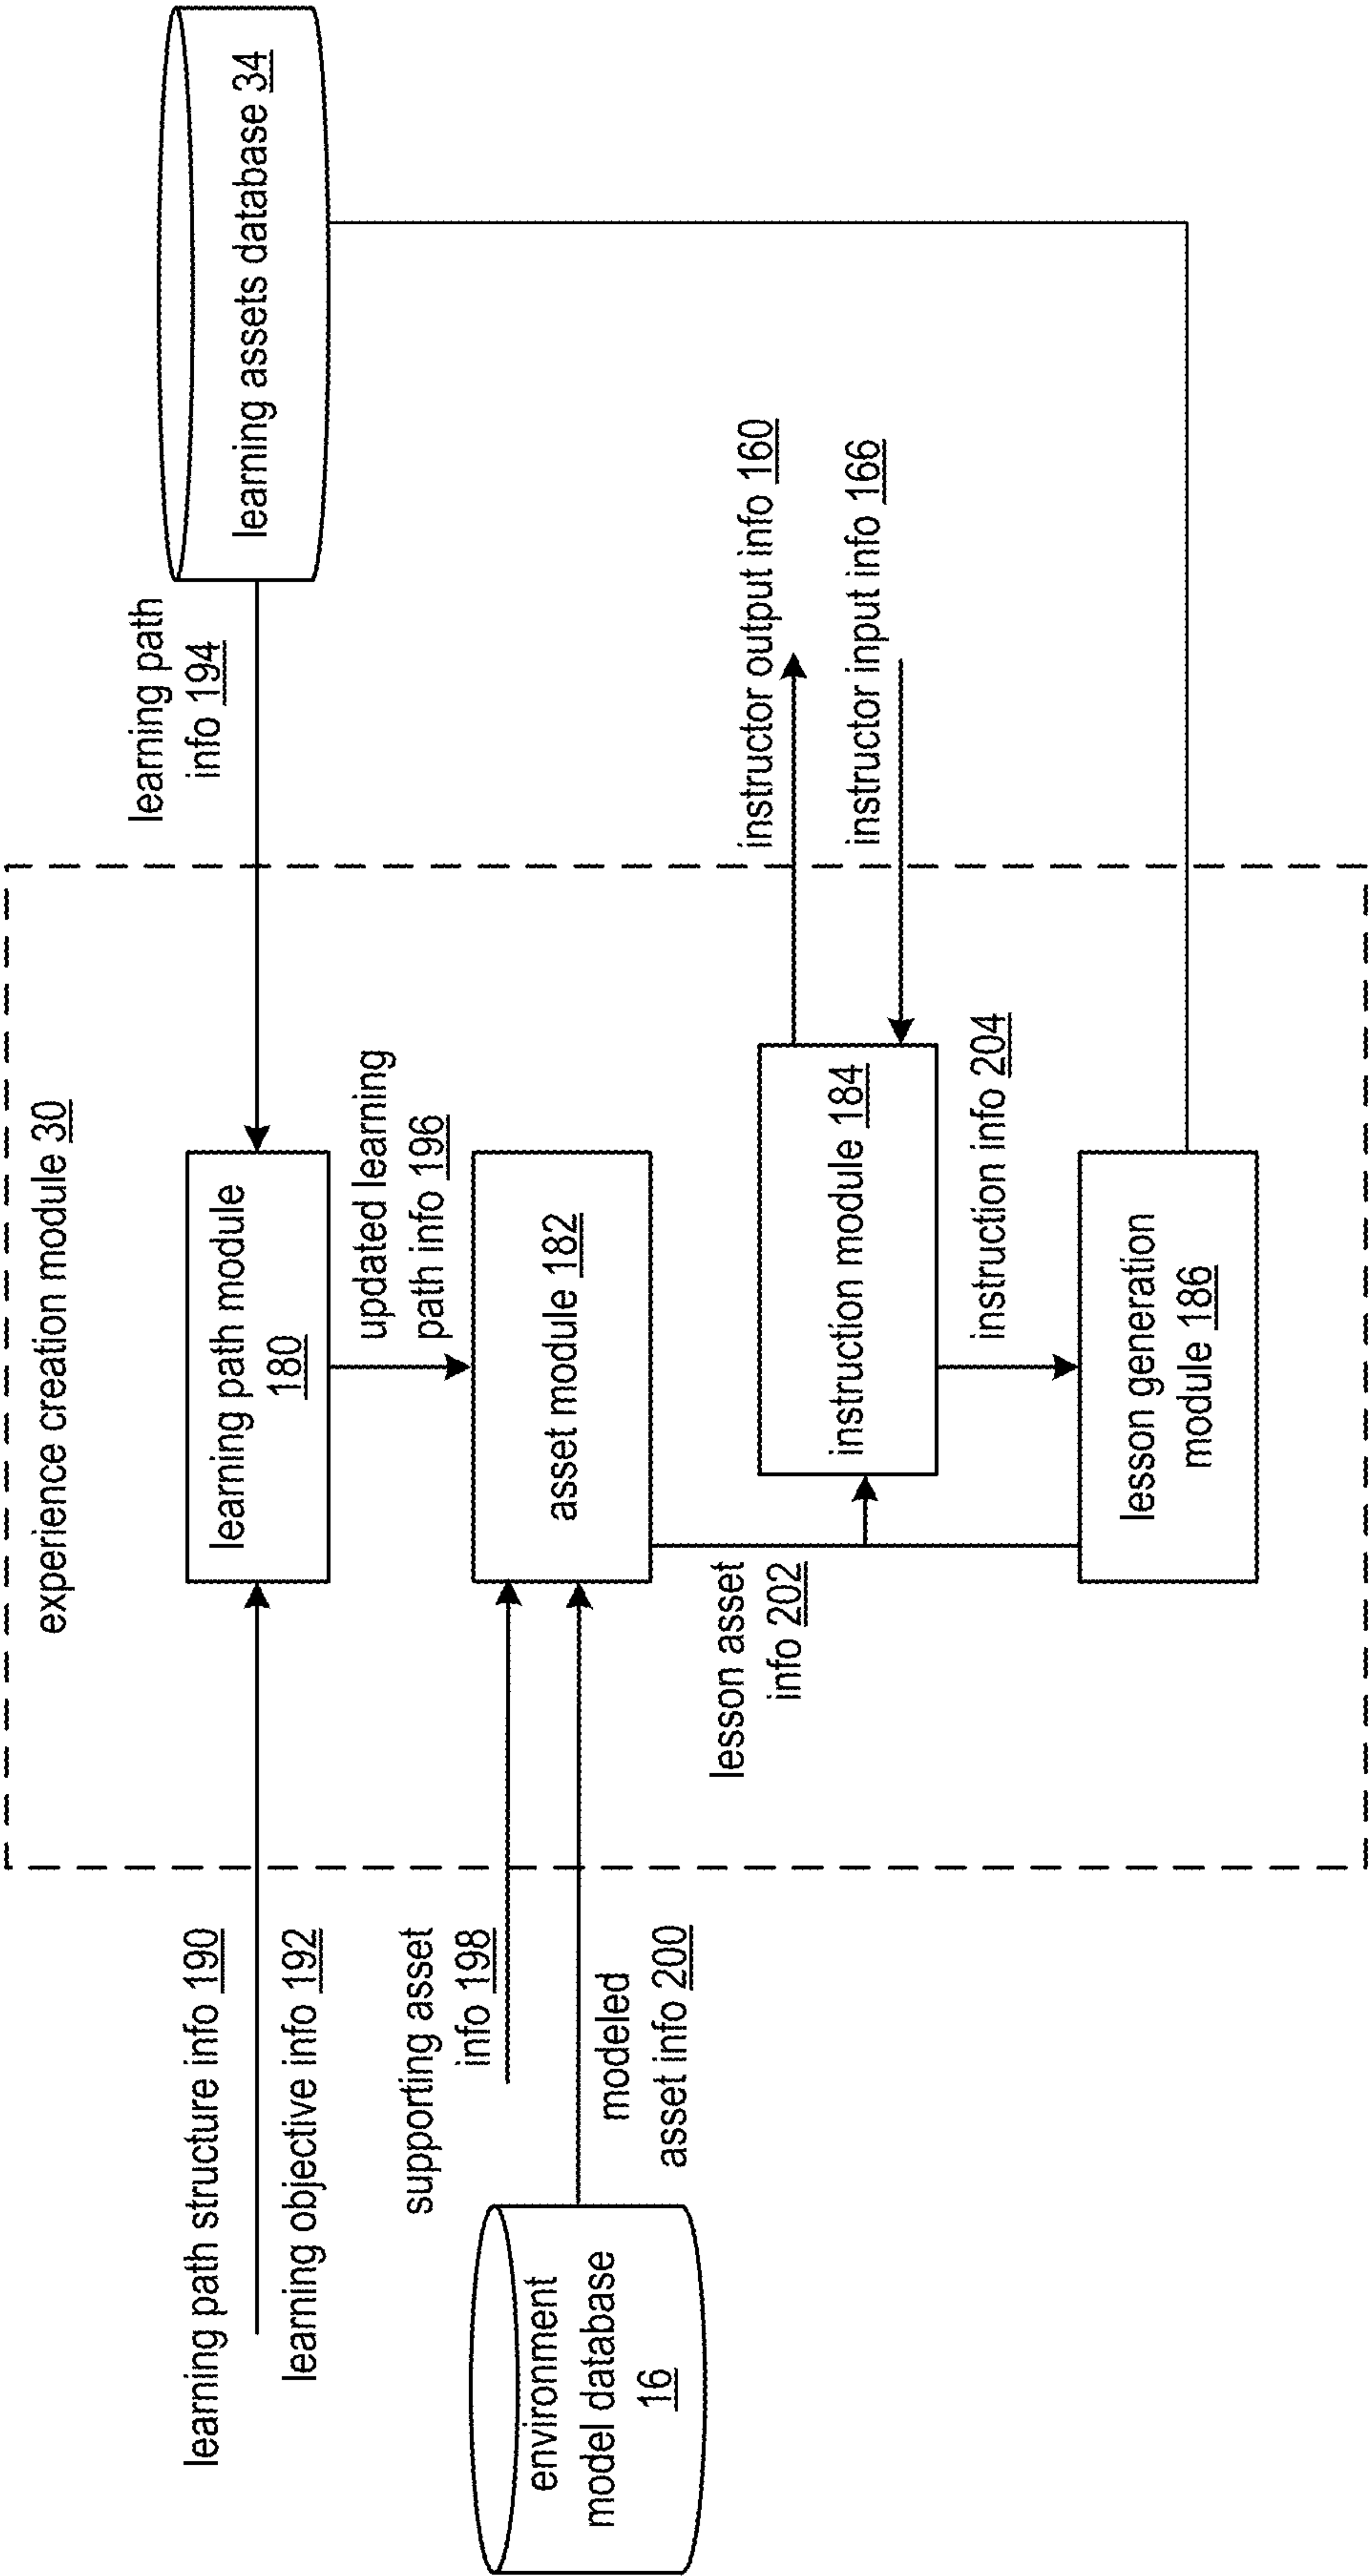 experience creation module 30
learning path structure info 190
learning objective info 192
learning path module
180
learning path
info 194
learning assets database 34
updated learning
path info 196
supporting asset
info 198
modeled
asset info 200
environment
model database
16
asset module 182
lesson asset
info 202
instruction module 184
instructor output info 160
instructor input info 166
instruction info 204
lesson generation
module 186